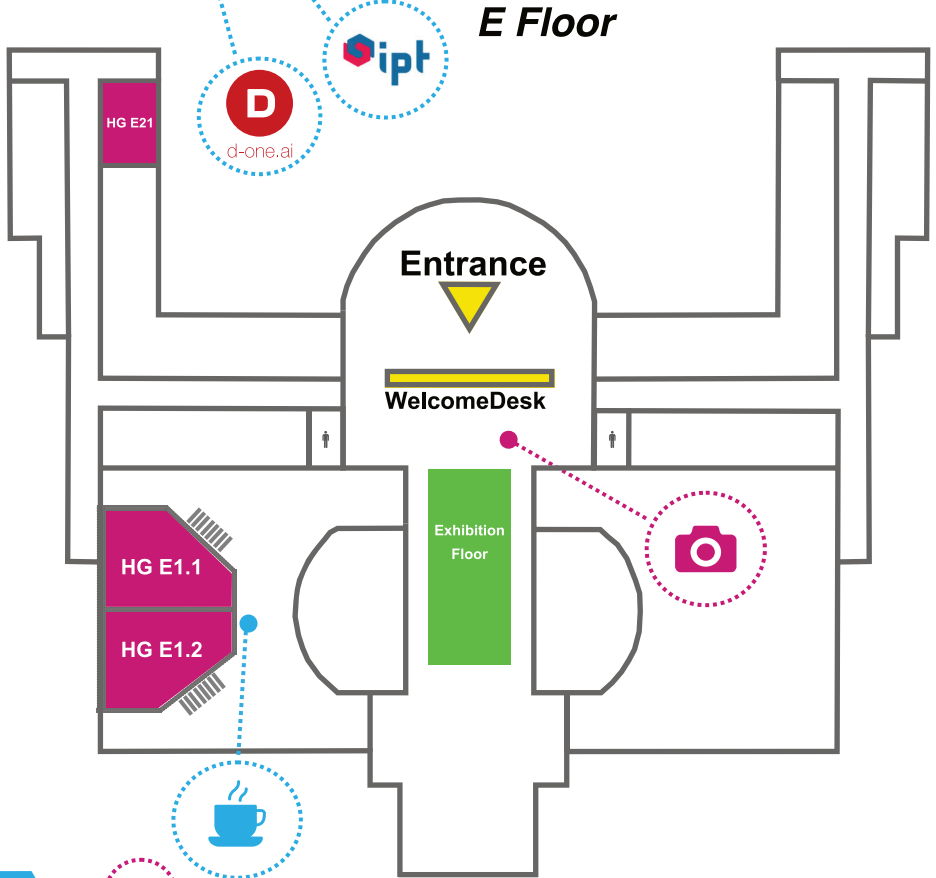 E Floor
ipt
D
d-one.ai
HG E21
Entrance
WelcomeDesk
Exhibition
Floor
HG E1.1
HG E1.2